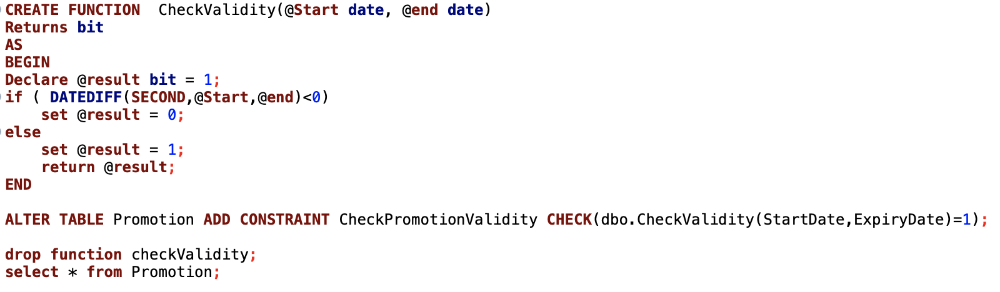 CREATE FUNCTION  CheckValidity(@Start date, @end date)
Returns bit
AS
BEGIN
Declare @result bit = 1;
if ( DATEDIFF(SECOND,@Start,@end)<0)
    set @result = 0;
else
    set @result = 1;
    return @result;
END

ALTER TABLE Promotion ADD CONSTRAINT CheckPromotionValidity CHECK(dbo.CheckValidity(StartDate,ExpiryDate)=1);

drop function checkValidity;
select * from Promotion;